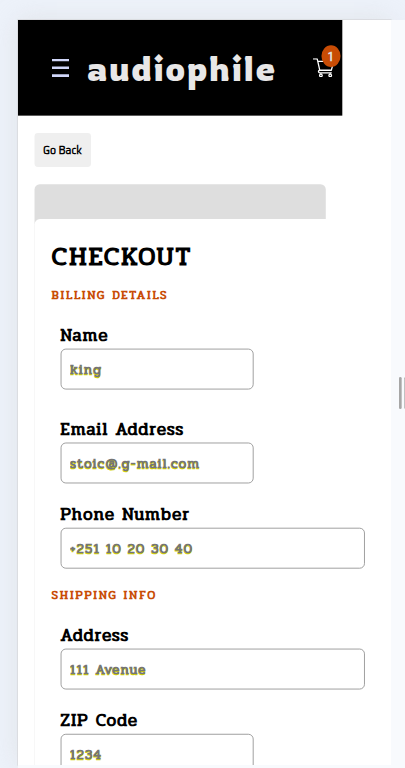 audiophile
1
Go Back
CHECKOUT
BILLING DETAILS
Name
king
Email Address
stoic@.g-mail.com
Phone Number
+251 10 20 30 40
SHIPPING INFO
Address
111 Avenue
ZIP Code
1234